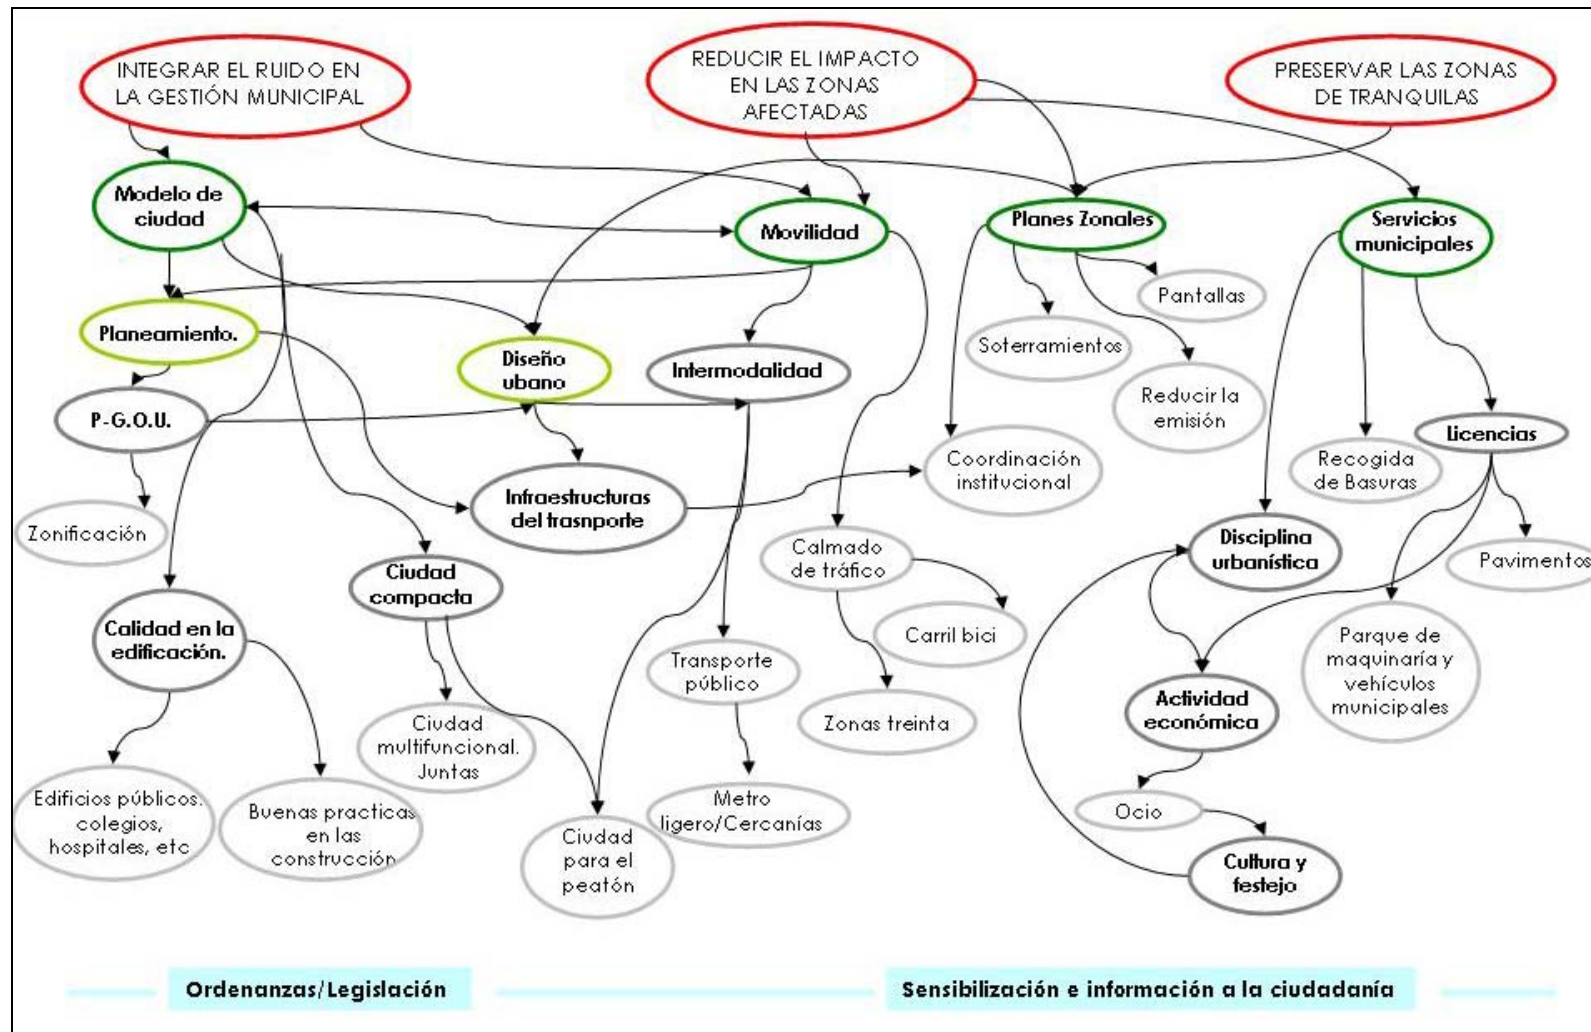 INTEGRAR EL RUIDO EN
LA GESTIÓN MUNICIPAL
REDUCIR EL IMPACTO
EN LAS ZONAS
AFECTADAS
PRESERVAR LAS ZONAS
DE TRANQUILAS
Modelo de
ciudad
Movilidad
Planes Zonales
Servicios
municipales
Pantallas
Planeamiento.
Soterramientos
Diseño
ubano
Intermodalidad
Reducir la
emisión
P-G.O.U.
Licencias
Coordinación
institucional
Recogida
de Basuras
Infraestructuras
del trasnporte
Zonificación
Disciplina
urbanística
Calmado
de tráfico
Pavimentos
Ciudad
compacta
Calidad en la
edificación.
Carril bici
Parque de
maquinaría y
vehículos
municipales
Transporte
público
Actividad
económica
Ciudad
multifuncional.
Juntas
Zonas treinta
Edificios públicos.
colegios,
hospitales, etc
Buenas practicas
en las
construcción
Metro
ligero/Cercanías
Ocio
Ciudad
para el
peatón
Cultura y
festejo
Ordenanzas/Legislación
Sensibilización e información a la ciudadanía